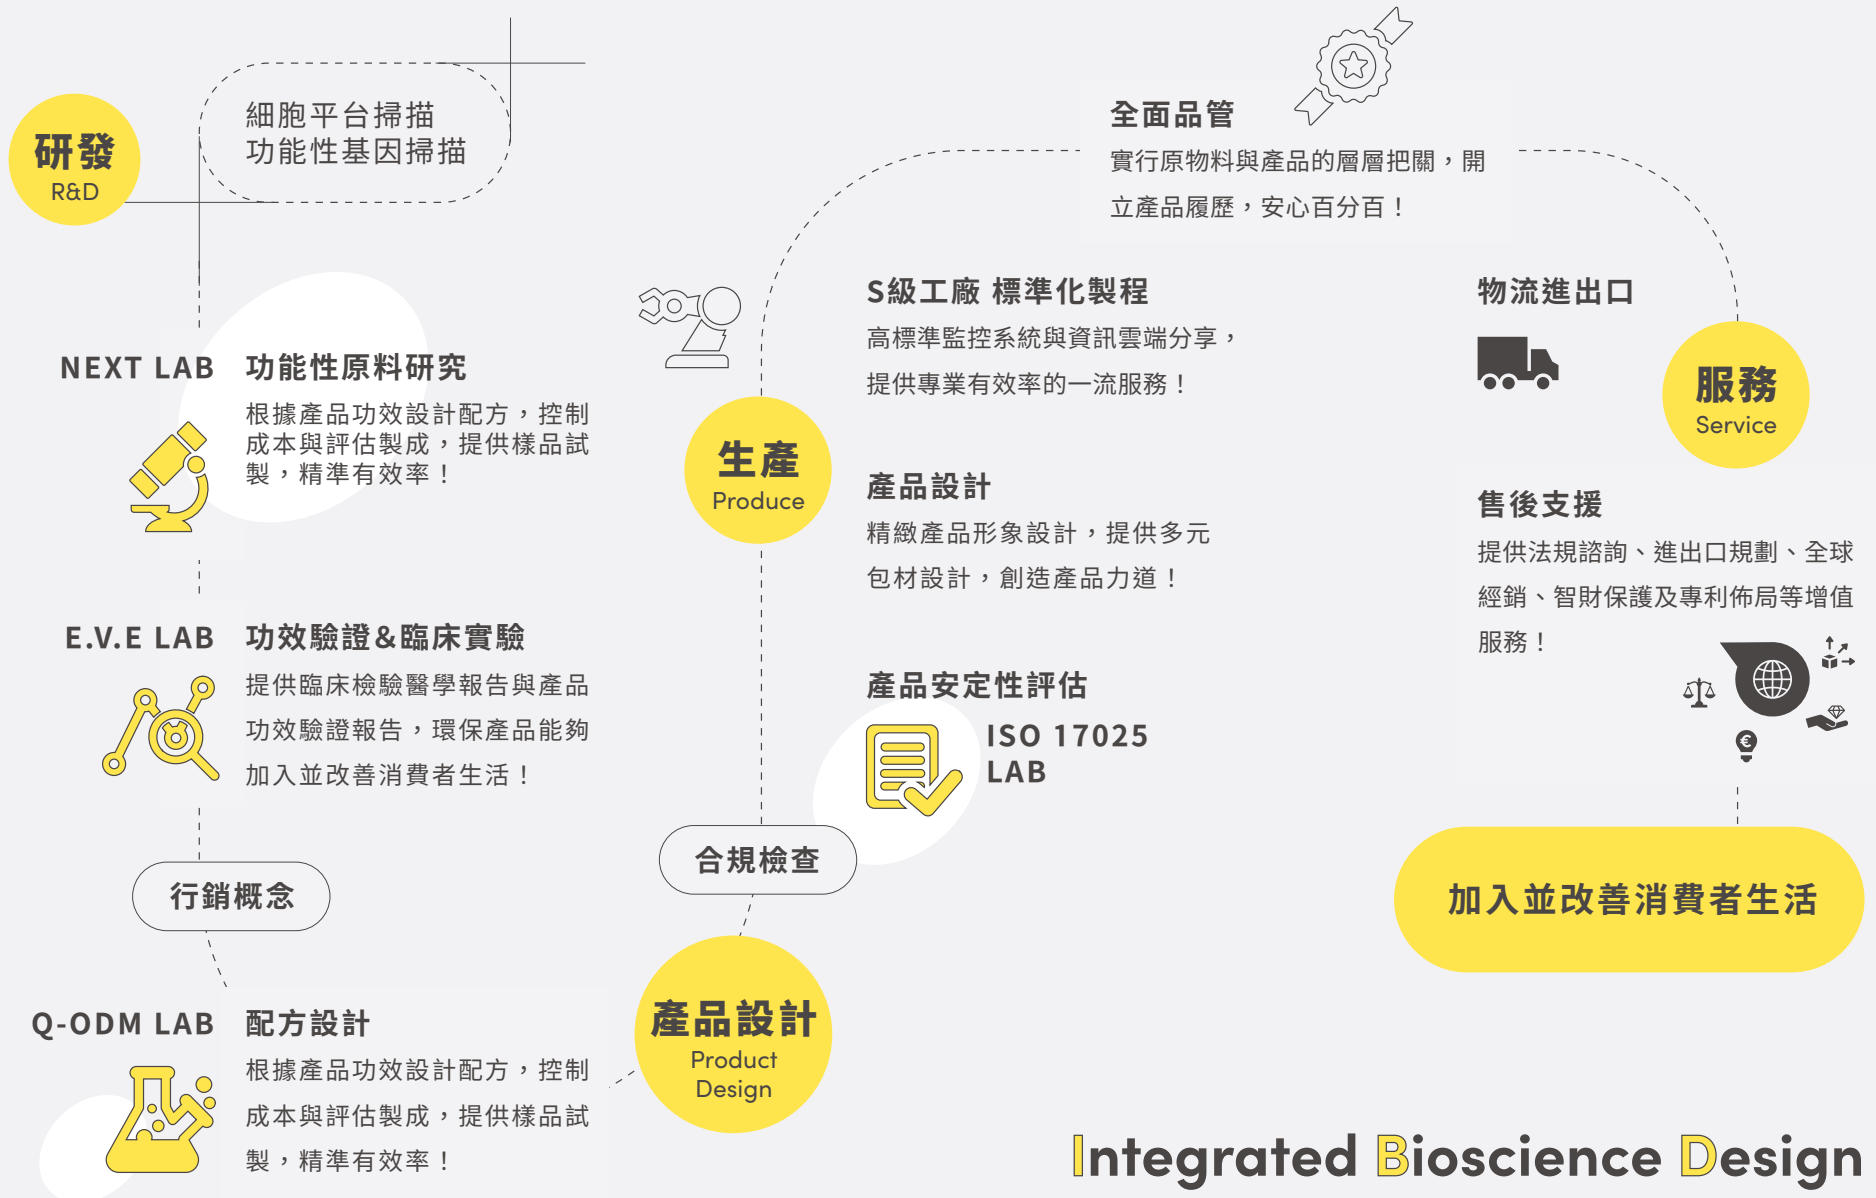 研發
R&D
細胞平台掃描
功能性基因掃描
NEXT LAB
功能性原料研究
根據產品功效設計配方，控制
成本與評估製成，提供樣品試
製，精準有效率！
E.V.E LAB
功效驗證&臨床實驗
提供臨床檢驗醫學報告與產品
功效驗證報告，環保產品能夠
加入並改善消費者生活！
行銷概念
Q-ODM LAB
配方設計
根據產品功效設計配方，控制
成本與評估製成，提供樣品試
製，精準有效率！
產品設計
Product
Design
合規檢查
生產
Produce
S級工廠 標準化製程
高標準監控系統與資訊雲端分享，
提供專業有效率的一流服務！
產品設計
精緻產品形象設計，提供多元
包材設計，創造產品力道！
產品安定性評估
ISO 17025
LAB
全面品管
實行原物料與產品的層層把關，開
立產品履歷，安心百分百！
物流進出口
服務
Service
售後支援
提供法規諮詢、進出口規劃、全球
經銷、智財保護及專利佈局等增值
服務！
€
加入並改善消費者生活
Integrated Bioscience Design